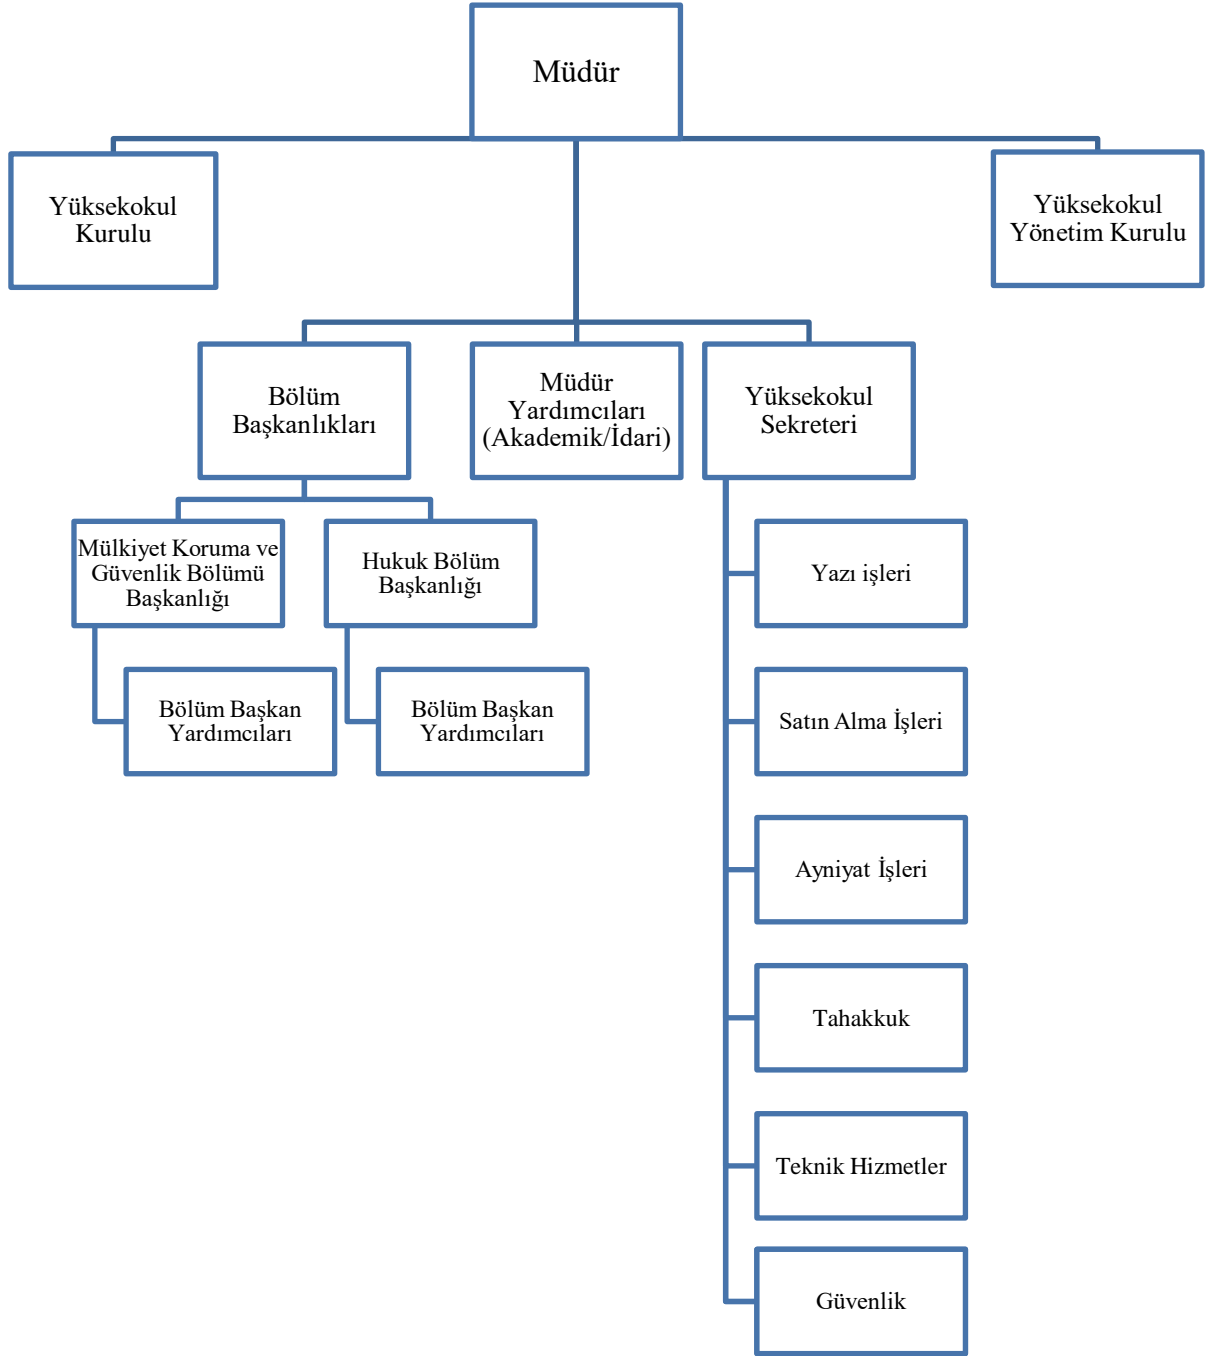 Müdür
Yüksekokul
Kurulu
Yüksekokul
Yönetim Kurulu
Bölüm
Başkanlıkları
Müdür
Yardımcıları
(Akademik/İdari)
Yüksekokul
Sekreteri
Mülkiyet Koruma ve
Güvenlik Bölümü
Başkanlığı
Hukuk Bölüm
Başkanlığı
Bölüm Başkan
Yardımcıları
Bölüm Başkan
Yardımcıları
Yazı işleri
Satın Alma İşleri
Ayniyat İşleri
Tahakkuk
Teknik Hizmetler
Güvenlik